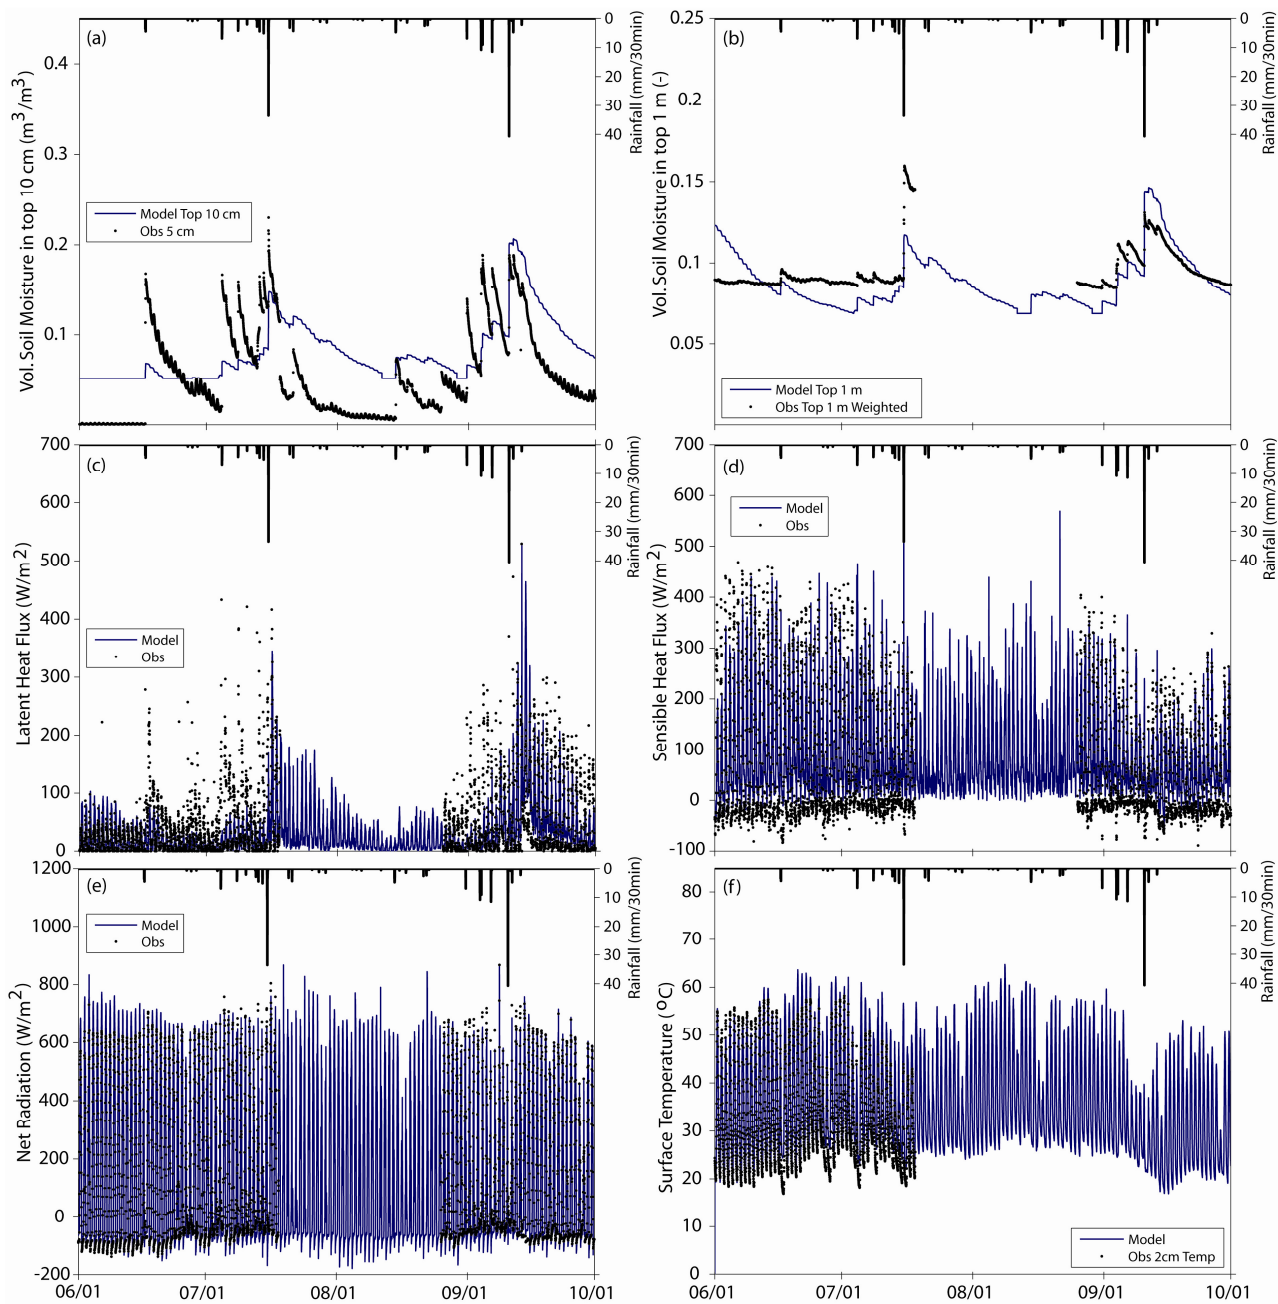 (a)
Vol. Soil Moisture in top 10 cm (m3/m3)
0.4
0.3
0.2
0.1
Model Top 10 cm
Obs 5 cm
0
10
20
30
40
Rainfall (mm/30min)
(b)
Vol.Soil Moisture in top 1 m (-)
0.25
0.2
0.15
0.1
0.05
Model Top 1 m
Obs Top 1 m Weighted
0
10
20
30
40
Rainfall (mm/30min)
(c)
Latent Heat Flux (W/m2)
700
600
500
400
300
200
100
0
Model
Obs
0
10
20
30
40
Rainfall (mm/30min)
(d)
Sensible Heat Flux (W/m2)
700
600
500
400
300
200
100
0
-100
Model
Obs
0
10
20
30
40
Rainfall (mm/30min)
(e)
Net Radiation (W/m2)
1200
1000
800
600
400
200
0
-200
Model
Obs
0
10
20
30
40
Rainfall (mm/30min)
06/01 07/01 08/01 09/01 10/01
(f)
Surface Temperature (oC)
80
70
60
50
40
30
20
10
0
Model
Obs 2cm Temp
0
10
20
30
40
Rainfall (mm/30min)
06/01 07/01 08/01 09/01 10/01